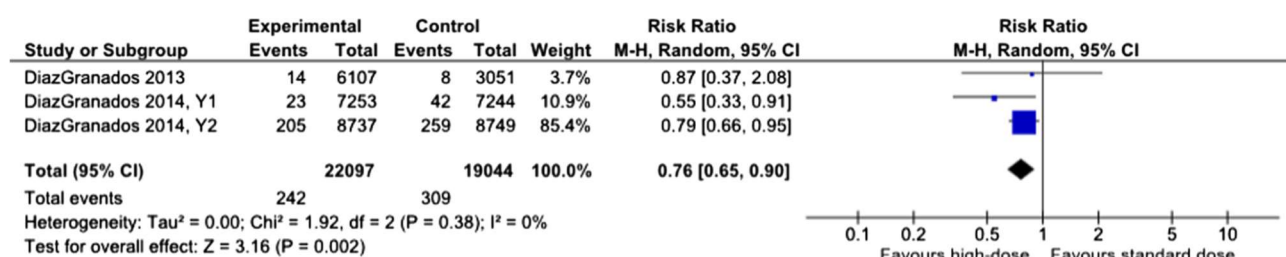 Experimental Control Risk Ratio Risk Ratio
Study or Subgroup Events Total Events Total Weight M-H, Random, 95% CI M-H, Random, 95% CI
DiazGranados 2013 14 6107 8 3051 3.7% 0.87 [0.37, 2.08]
DiazGranados 2014, Y1 23 7253 42 7244 10.9% 0.55 [0.33, 0.91]
DiazGranados 2014, Y2 205 8737 259 8749 85.4% 0.79 [0.66, 0.95]
Total (95% CI) 22097 19044 100.0% 0.76 [0.65, 0.90]
Total events 242 309
Heterogeneity: Tau² = 0.00; Chi² = 1.92, df = 2 (P = 0.38); I² = 0%
Test for overall effect: Z = 3.16 (P = 0.002)
0.1 0.2 0.5 1 2 5 10
Favours high-dose Favours standard dose